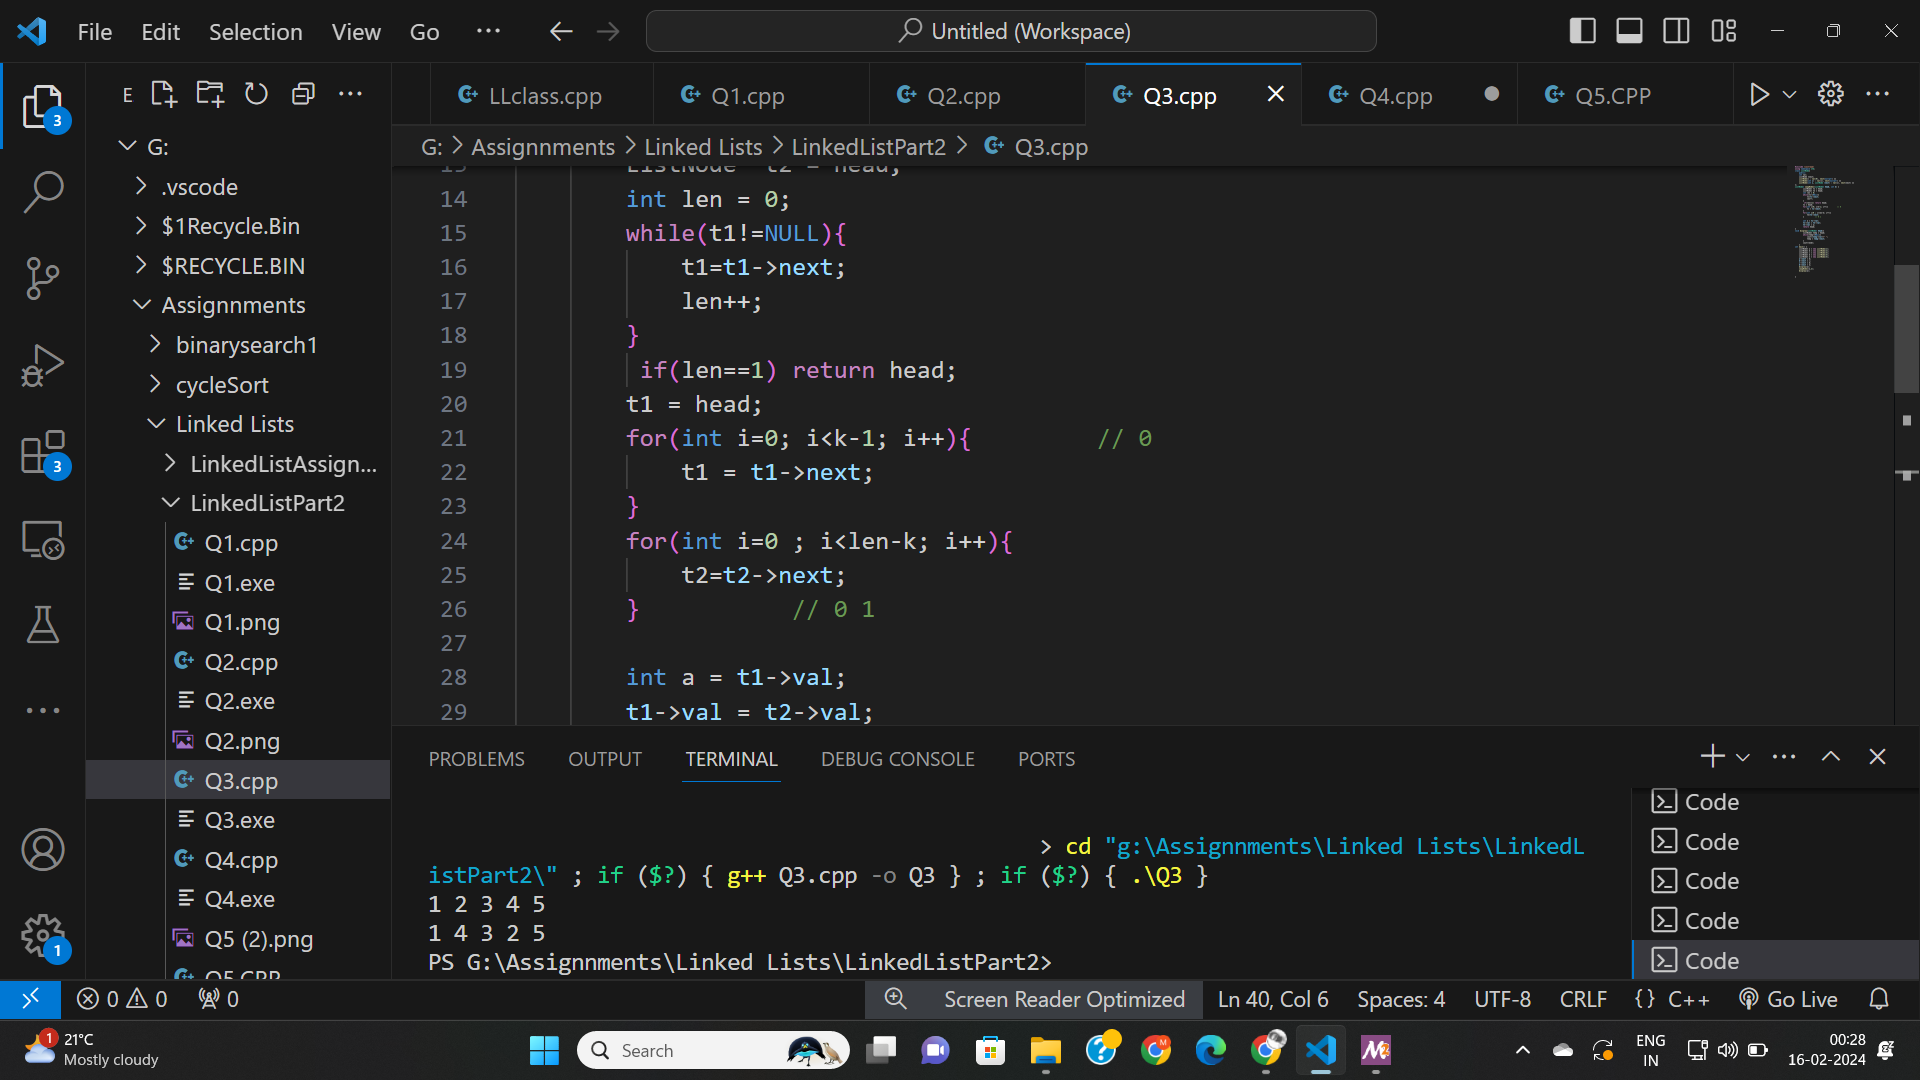 File Edit Selection View Go ··· Untitled (Workspace)
E
LLclass.cpp Q1.cpp Q2.cpp Q3.cpp Q4.cpp Q5.CPP
G: > Assignnments > Linked Lists > LinkedListPart2 > Q3.cpp
3
G:
.vscode
$1Recycle.Bin
$RECYCLE.BIN
Assignnments
binarysearch1
cycleSort
Linked Lists
LinkedListAssign...
LinkedListPart2
Q1.cpp
Q1.exe
Q1.png
Q2.cpp
Q2.exe
Q2.png
Q3.cpp
Q3.exe
Q4.cpp
Q4.exe
Q5 (2).png
Q5.CPP
3
1
13 ListNode* t2 = head;
14 int len = 0;
15 while(t1!=NULL){
16 t1=t1->next;
17 len++;
18 }
19 if(len==1) return head;
20 t1 = head;
21 for(int i=0; i<k-1; i++){ // 0
22 t1 = t1->next;
23 }
24 for(int i=0 ; i<len-k; i++){
25 t2=t2->next;
26 } // 0 1
27
28 int a = t1->val;
29 t1->val = t2->val;
PROBLEMS OUTPUT TERMINAL DEBUG CONSOLE PORTS
> cd "g:\Assignnments\Linked Lists\LinkedL
istPart2\" ; if ($?) { g++ Q3.cpp -o Q3 } ; if ($?) { .\Q3 }
1 2 3 4 5
1 4 3 2 5
PS G:\Assignnments\Linked Lists\LinkedListPart2>
Code
Code
Code
Code
Code
0 0 0 Screen Reader Optimized Ln 40, Col 6 Spaces: 4 UTF-8 CRLF {} C++ Go Live
1 21°C
Mostly cloudy
Search
ENG
IN
00:28
16-02-2024